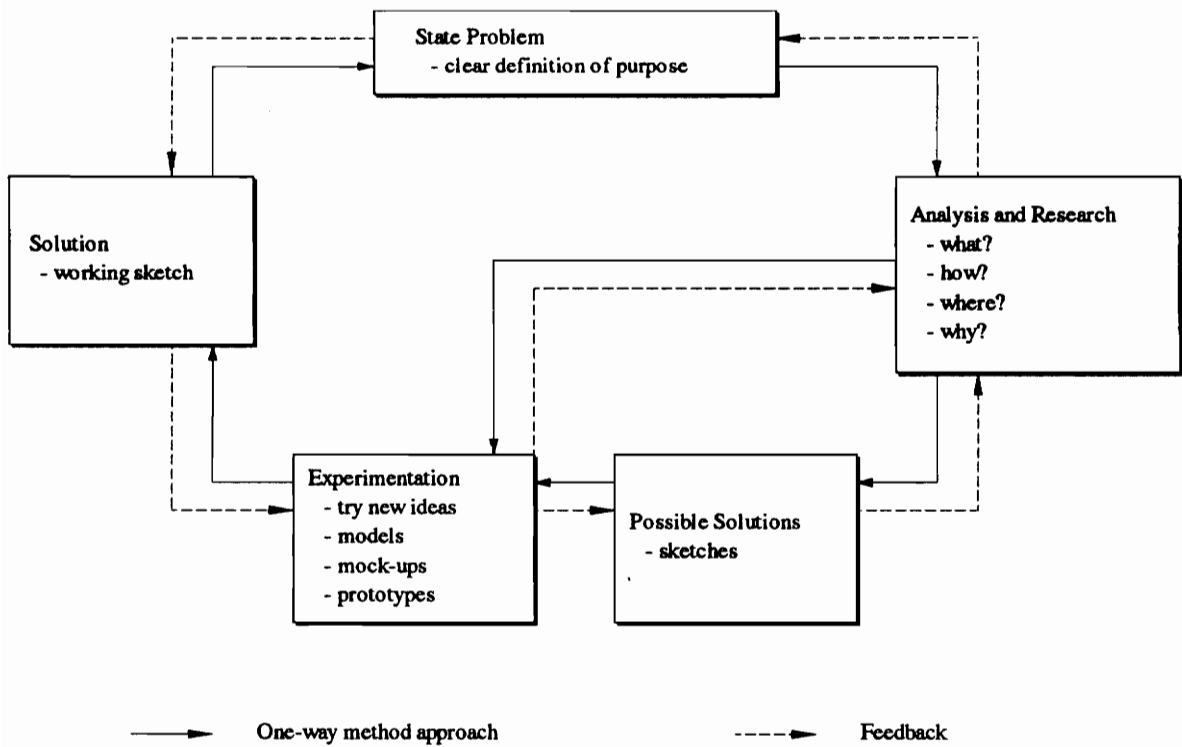 State Problem
- clear definition of purpose
Solution
- working sketch
Analysis and Research
- what?
- how?
- where?
- why?
Experimentation
- try new ideas
- models
- mock-ups
- prototypes
Possible Solutions
- sketches
One-way method approach
Feedback